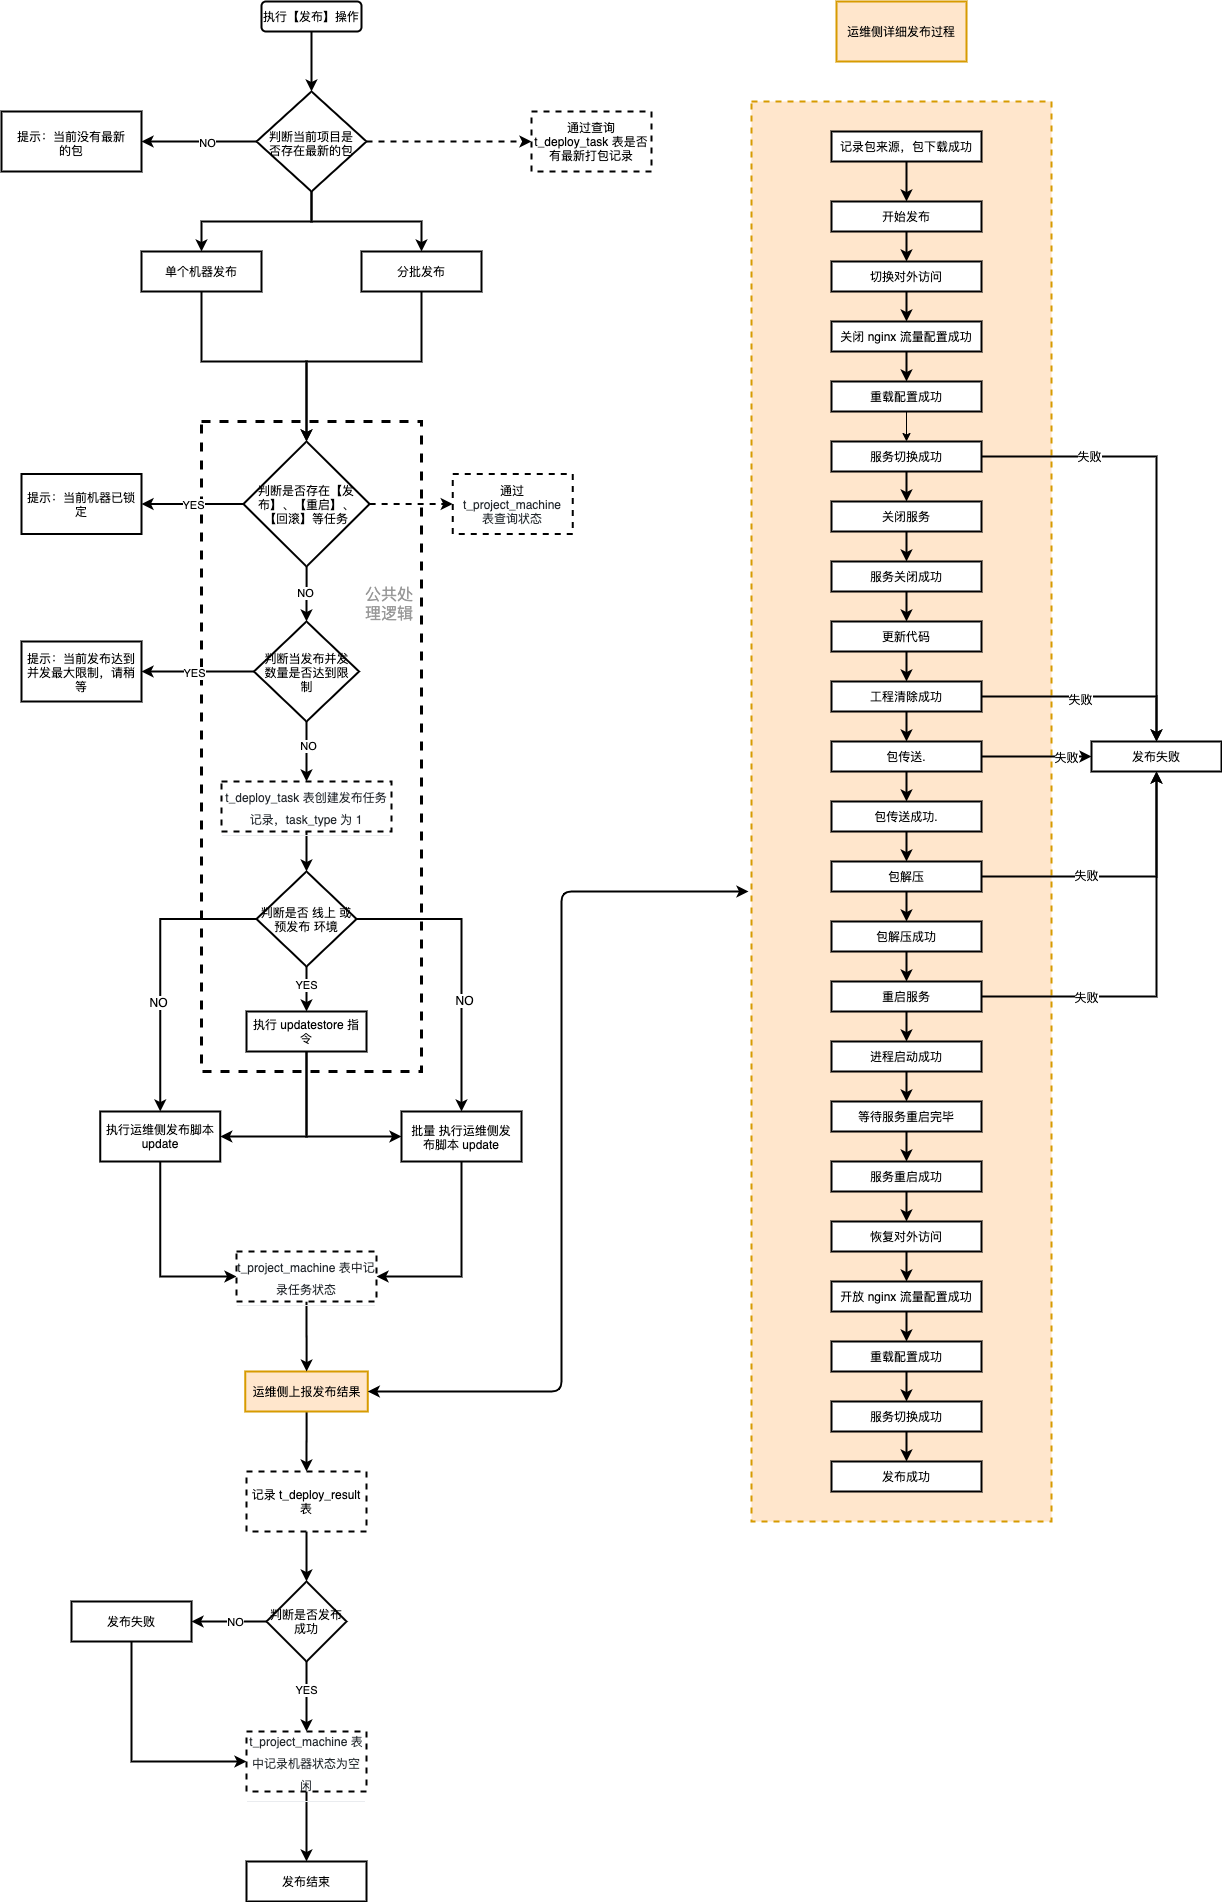 执行【发布】操作
判断当前项目是
否存在最新的包
NO
提示：当前没有最新
的包
通过查询
t_deploy_task 表是否
有最新打包记录
单个机器发布
分批发布
判断是否存在【发
布】、【重启】、
【回滚】等任务
YES
提示：当前机器已锁
定
通过
t_project_machine
表查询状态
NO
公共处
理逻辑
判断当发布并发
数量是否达到限
制
YES
提示：当前发布达到
并发最大限制，请稍
等
NO
t_deploy_task 表创建发布任务
记录，task_type 为 1
判断是否 线上 或
预发布 环境
NO
YES
NO
执行 updatestore 指
令
执行运维侧发布脚本
update
批量 执行运维侧发
布脚本 update
t_project_machine 表中记
录任务状态
运维侧上报发布结果
记录 t_deploy_result
表
判断是否发布
成功
NO
发布失败
YES
t_project_machine 表
中记录机器状态为空
闲
发布结束
运维侧详细发布过程
记录包来源，包下载成功
开始发布
切换对外访问
关闭 nginx 流量配置成功
重载配置成功
服务切换成功
失败
关闭服务
服务关闭成功
更新代码
工程清除成功
失败
包传送.
失败
发布失败
包传送成功.
包解压
失败
包解压成功
重启服务
失败
进程启动成功
等待服务重启完毕
服务重启成功
恢复对外访问
开放 nginx 流量配置成功
重载配置成功
服务切换成功
发布成功